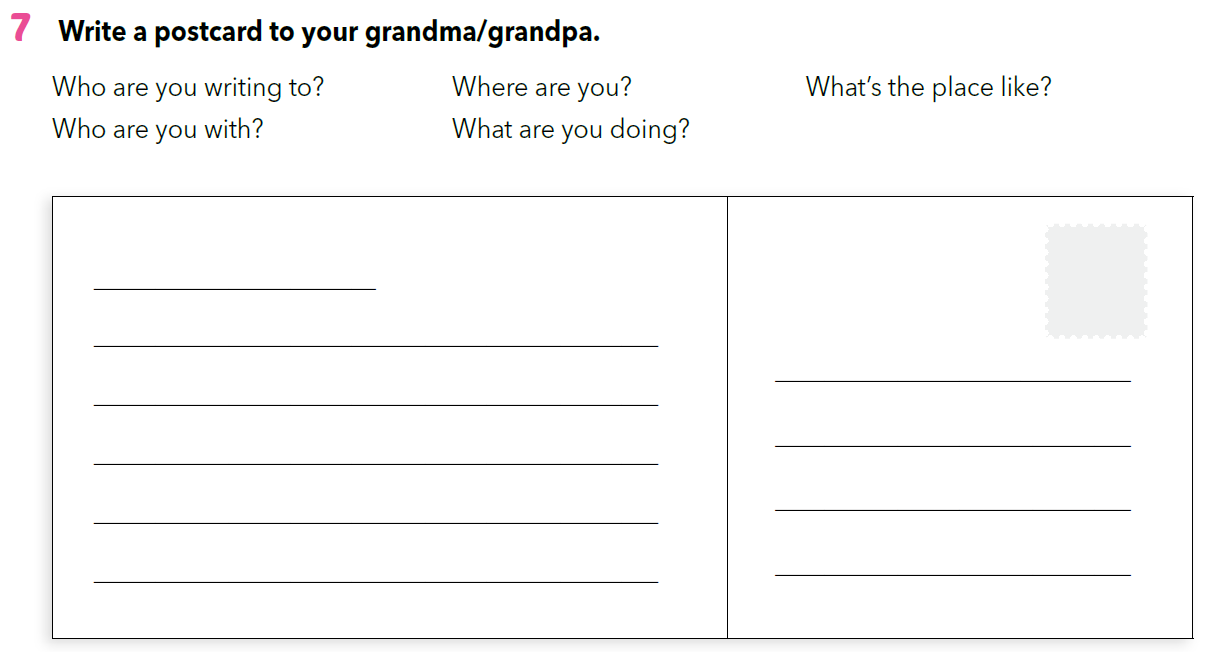 7 Write a postcard to your grandma/grandpa.
Who are you writing to? Where are you? What's the place like?
Who are you with? What are you doing?